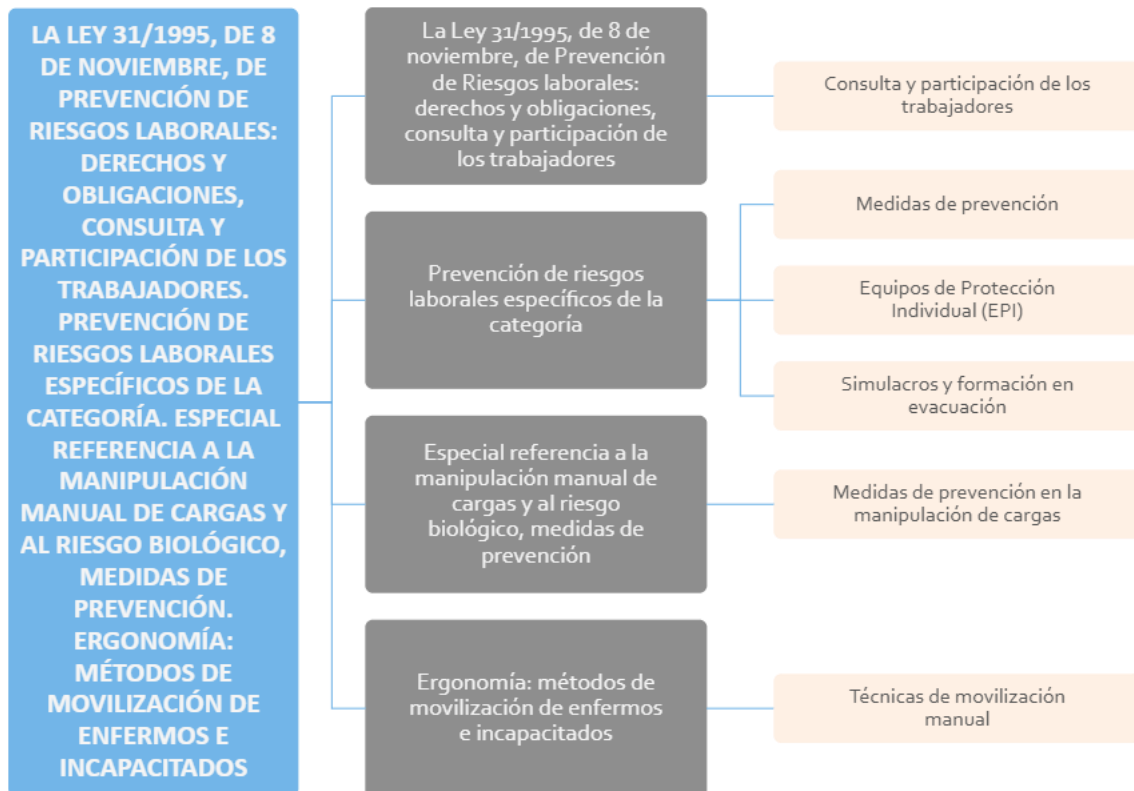 LA LEY 31/1995, DE 8
DE NOVIEMBRE, DE
PREVENCIÓN DE
RIESGOS LABORALES:
DERECHOS Y
OBLIGACIONES,
CONSULTA Y
PARTICIPACIÓN DE LOS
TRABAJADORES.
PREVENCIÓN DE
RIESGOS LABORALES
ESPECÍFICOS DE LA
CATEGORÍA. ESPECIAL
REFERENCIA A LA
MANIPULACIÓN
MANUAL DE CARGAS Y
AL RIESGO BIOLÓGICO,
MEDIDAS DE
PREVENCIÓN.
ERGONOMÍA:
MÉTODOS DE
MOVILIZACIÓN DE
ENFERMOS E
INCAPACITADOS
La Ley 31/1995, de 8 de
noviembre, de Prevención
de Riesgos laborales:
derechos y obligaciones,
consulta y participación de
los trabajadores
Consulta y participación de los
trabajadores
Prevención de riesgos
laborales específicos de la
categoría
Medidas de prevención
Equipos de Protección
Individual (EPI)
Simulacros y formación en
evacuación
Especial referencia a la
manipulación manual de
cargas y al riesgo
biológico, medidas de
prevención
Medidas de prevención en la
manipulación de cargas
Ergonomía: métodos de
movilización de enfermos
e incapacitados
Técnicas de movilización
manual